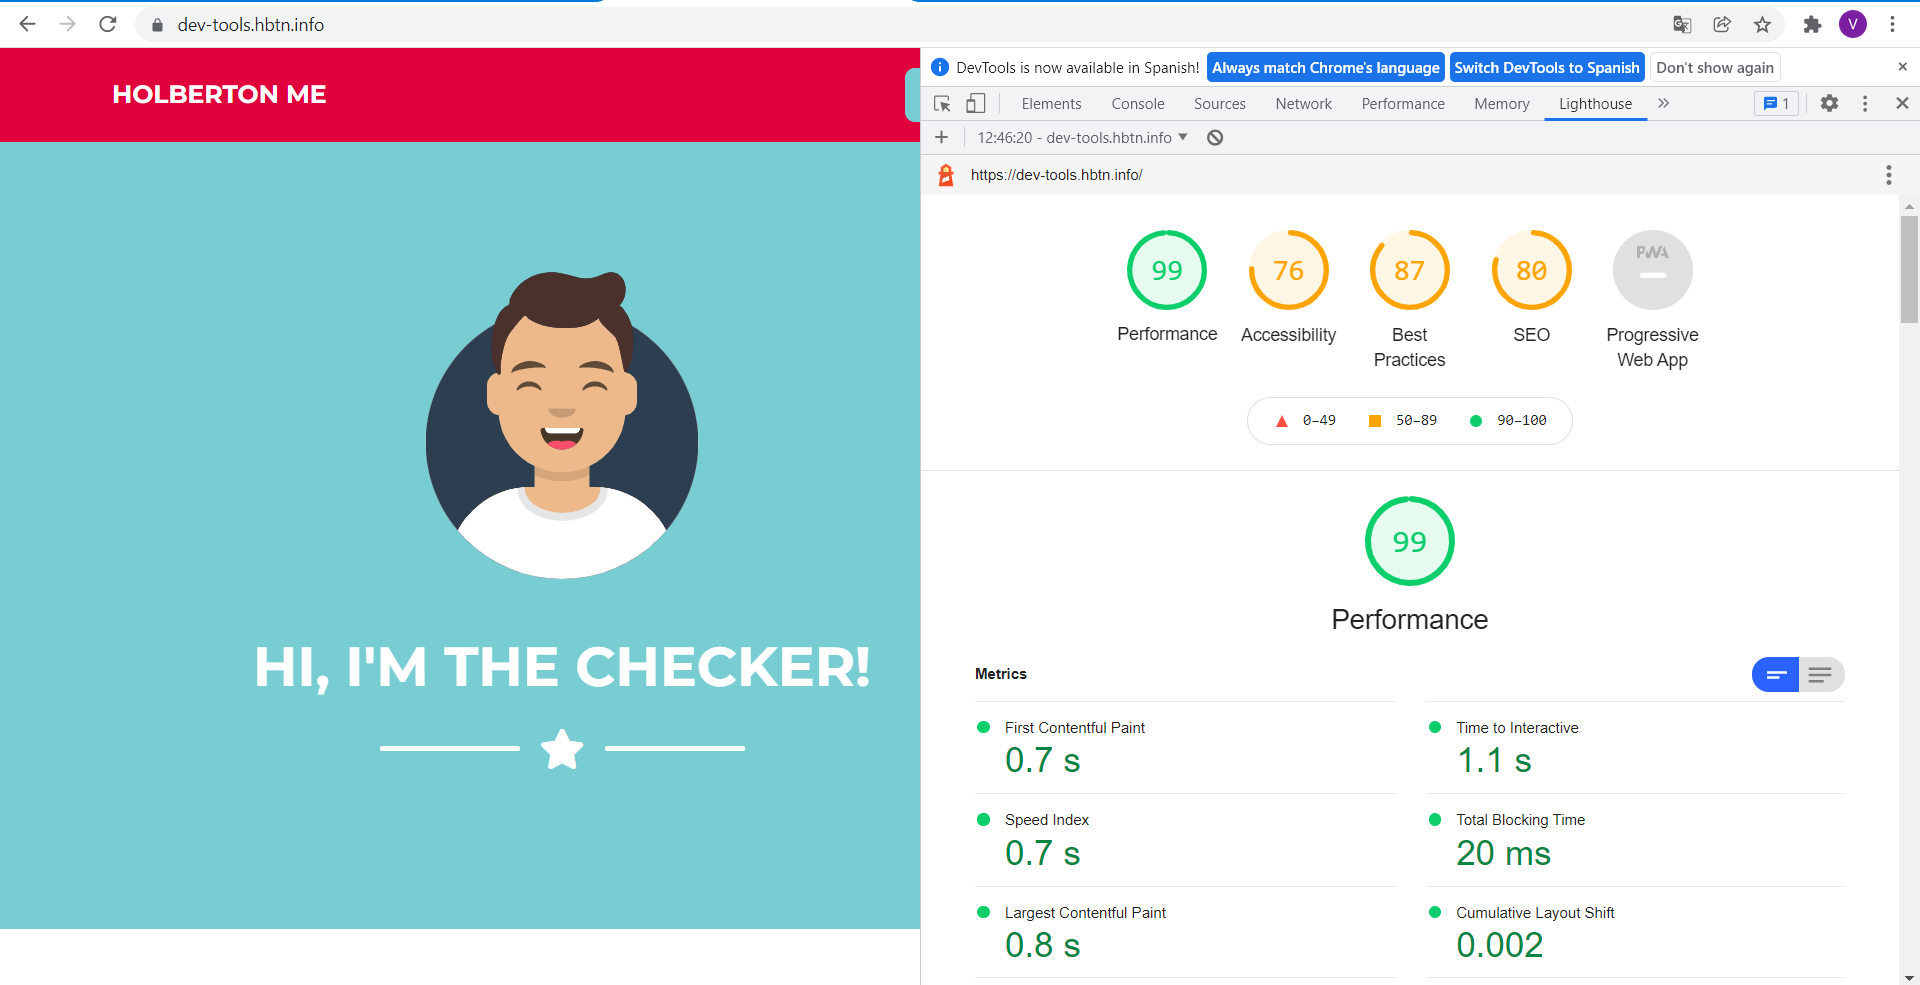 dev-tools.hbtn.info
V
HOLBERTON ME
HI, I'M THE CHECKER!
DevTools is now available in Spanish! Always match Chrome's language Switch DevTools to Spanish Don't show again
Elements Console Sources Network Performance Memory Lighthouse 1
12:46:20 - dev-tools.hbtn.info
https://dev-tools.hbtn.info/
99 76 87 80 PWA
Performance Accessibility Best Practices SEO Progressive Web App
0–49 50–89 90–100
99
Performance
Metrics
First Contentful Paint
0.7 s
Time to Interactive
1.1 s
Speed Index
0.7 s
Total Blocking Time
20 ms
Largest Contentful Paint
0.8 s
Cumulative Layout Shift
0.002